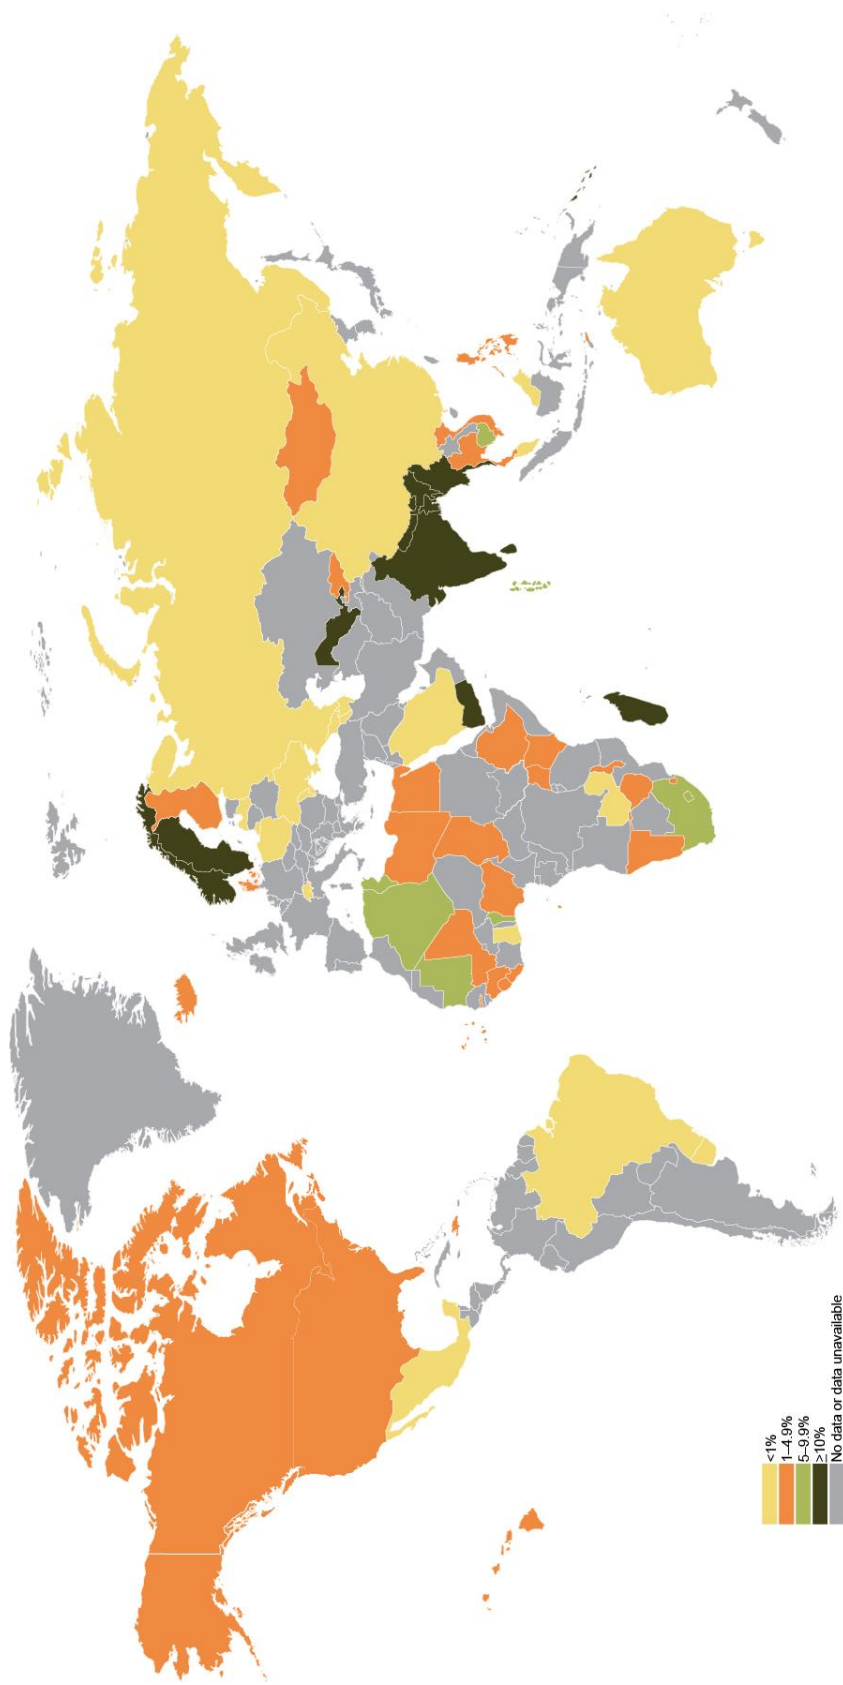 <1%
1–4.9%
5–9.9%
≥10%
No data or data unavailable